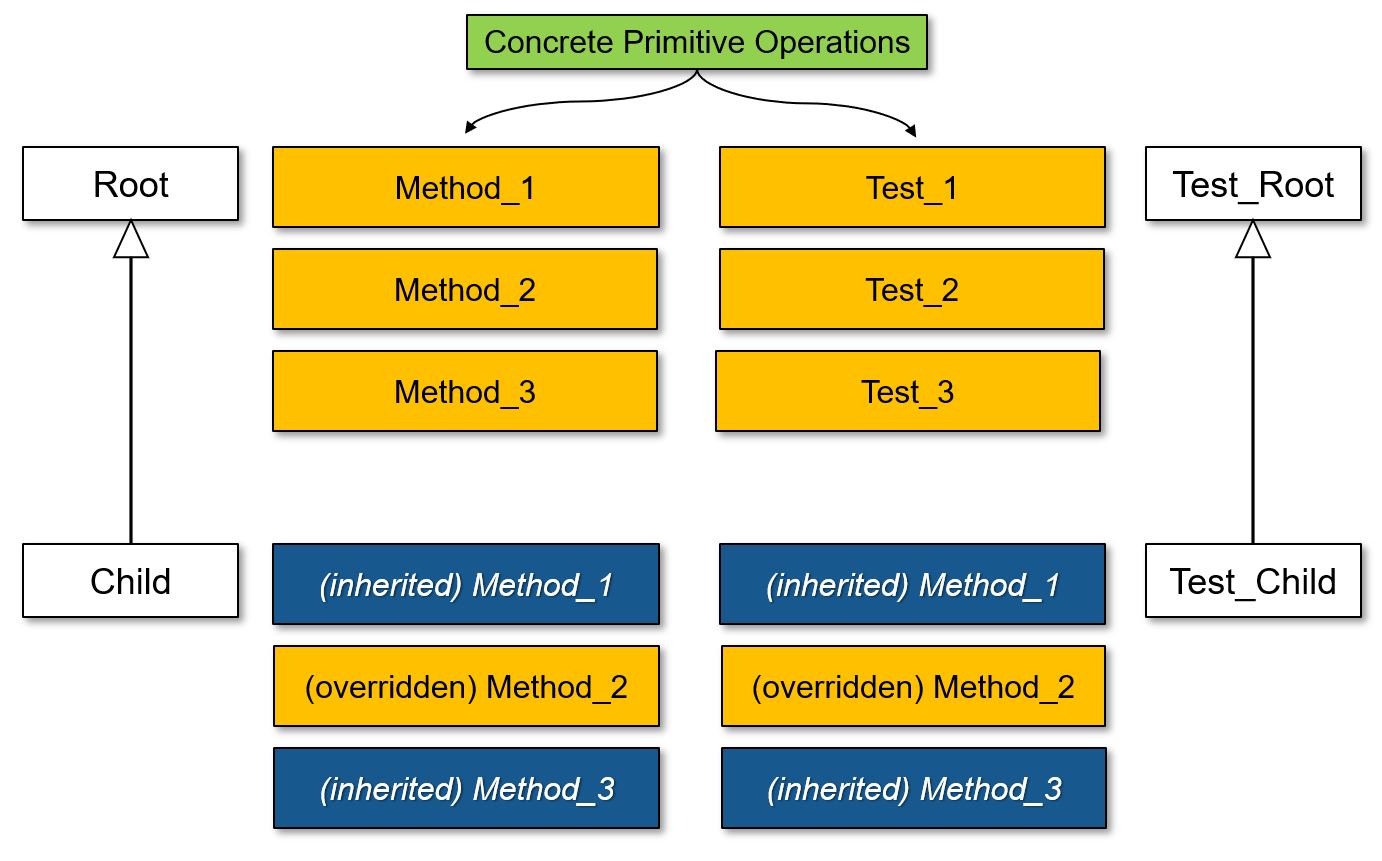 Concrete Primitive Operations
Root
Method_1
Test_1
Test_Root
Method_2
Test_2
Method_3
Test_3
Child
(inherited) Method_1
(inherited) Method_1
Test_Child
(overridden) Method_2
(overridden) Method_2
(inherited) Method_3
(inherited) Method_3